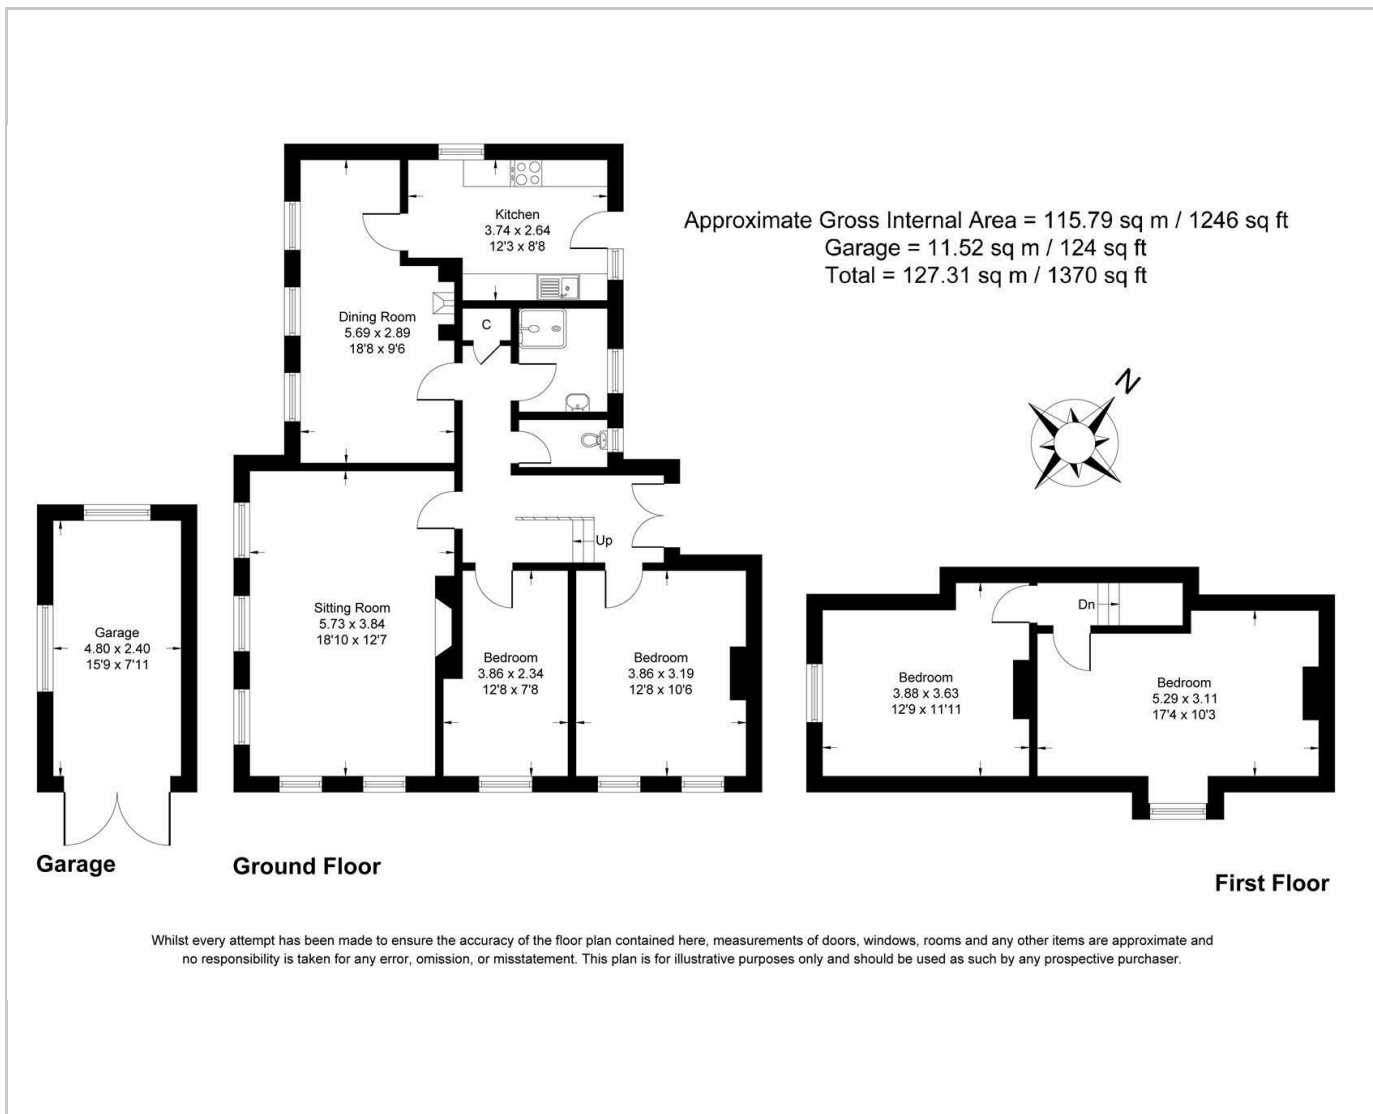 Kitchen
3.74 x 2.64
12'3 x 8'8
Approximate Gross Internal Area = 115.79 sq m / 1246 sq ft
Garage = 11.52 sq m / 124 sq ft
Total = 127.31 sq m / 1370 sq ft
Dining Room
5.69 x 2.89
18'8 x 9'6
C
N
Up
Sitting Room
5.73 x 3.84
18'10 x 12'7
Garage
4.80 x 2.40
15'9 x 7'11
Bedroom
3.86 x 2.34
12'8 x 7'8
Bedroom
3.86 x 3.19
12'8 x 10'6
Dn
Bedroom
3.88 x 3.63
12'9 x 11'11
Bedroom
5.29 x 3.11
17'4 x 10'3
Garage
Ground Floor
First Floor
Whilst every attempt has been made to ensure the accuracy of the floor plan contained here, measurements of doors, windows, rooms and any other items are approximate and
no responsibility is taken for any error, omission, or misstatement. This plan is for illustrative purposes only and should be used as such by any prospective purchaser.